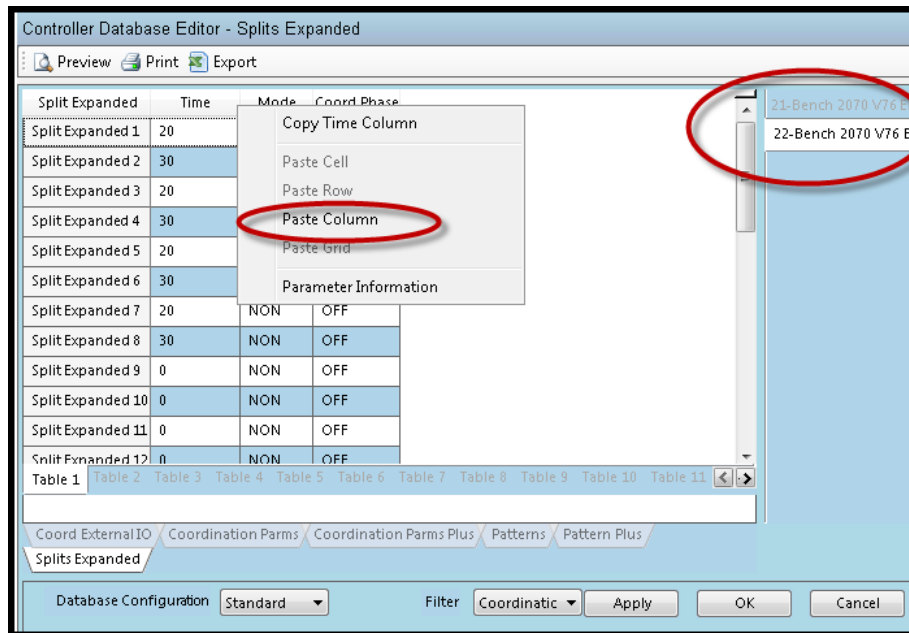 Controller Database Editor - Splits Expanded
Preview Print Export
Split Expanded Time Mode Coord Phase
Split Expanded 1 20
Split Expanded 2 30
Split Expanded 3 20
Split Expanded 4 30
Split Expanded 5 20
Split Expanded 6 30
Split Expanded 7 20 NON OFF
Split Expanded 8 30 NON OFF
Split Expanded 9 0 NON OFF
Split Expanded 10 0 NON OFF
Split Expanded 11 0 NON OFF
Split Expanded 12 0 NON OFF
Copy Time Column
Paste Cell
Paste Row
Paste Column
Paste Grid
Parameter Information
21-Bench 2070 V76 E
22-Bench 2070 V76 E
Table 1 Table 2 Table 3 Table 4 Table 5 Table 6 Table 7 Table 8 Table 9 Table 10 Table 11
Coord External IO Coordination Parms Coordination Parms Plus Patterns Pattern Plus
Splits Expanded
Database Configuration Standard Filter Coordinatic Apply OK Cancel